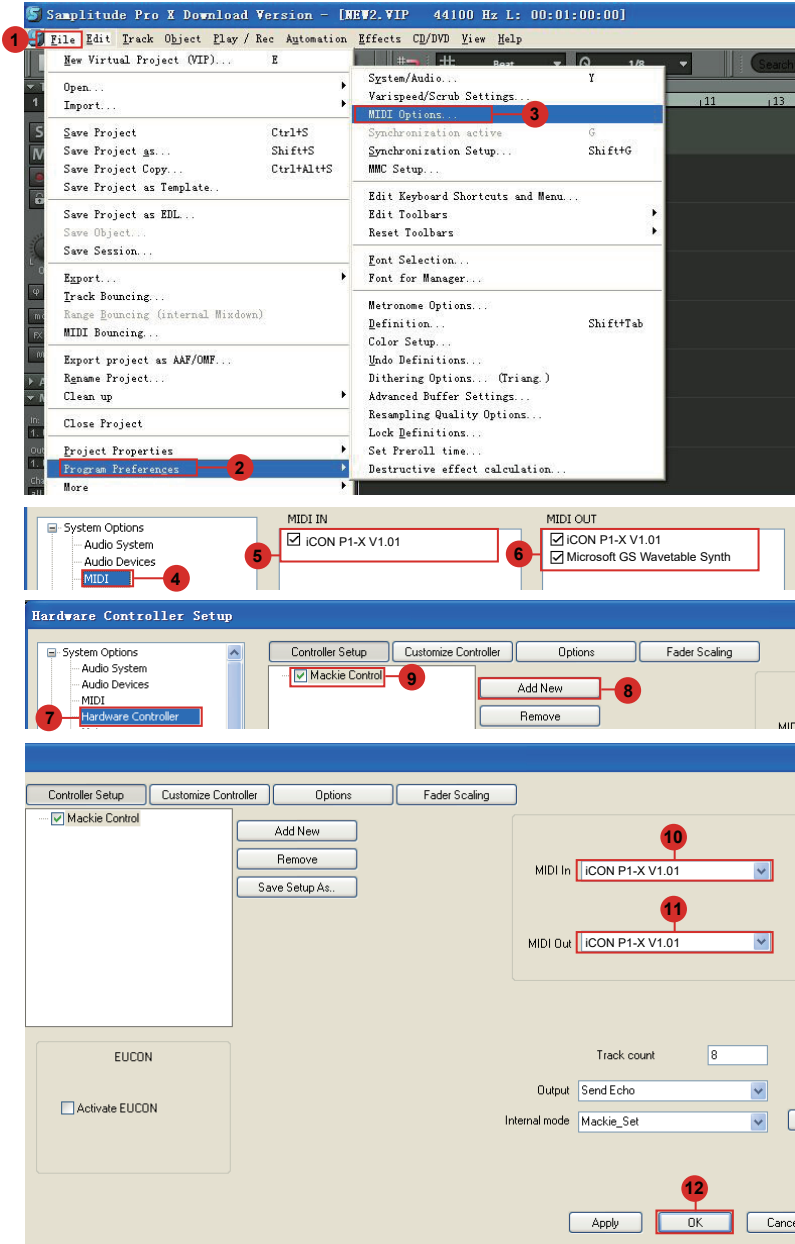 Samplitude Pro X Download Version - [NEW2.VIP 44100 Hz L: 00:01:00:00]
1 File Edit Track Object Play / Rec Automation Effects CD/DVD View Help
Beat 1/8 Search
New Virtual Project (VIP)... E
Open...
Import...
Save Project Ctrl+S
Save Project as... Shift+S
Save Project Copy... Ctrl+Alt+S
Save Project as Template..
Save Project as EDL...
Save Object...
Save Session...
Export...
Track Bouncing...
Range Bouncing (internal Mixdown)
MIDI Bouncing...
Export project as AAF/OMF...
Rename Project...
Clean up
Close Project
Project Properties
Program Preferences 2
More
System/Audio... Y
Varispeed/Scrub Settings...
MIDI Options... 3
Synchronization active G
Synchronization Setup... Shift+G
MMC Setup...
Edit Keyboard Shortcuts and Menu...
Edit Toolbars
Reset Toolbars
Font Selection...
Font for Manager...
Metronome Options...
Definition... Shift+Tab
Color Setup...
Undo Definitions...
Dithering Options... (Triang.)
Advanced Buffer Settings...
Resampling Quality Options...
Lock Definitions...
Set Preroll time...
Destructive effect calculation...
11 13
System Options
Audio System
Audio Devices
MIDI 4
MIDI IN
5 iCON P1-X V1.01
MIDI OUT
6 iCON P1-X V1.01
Microsoft GS Wavetable Synth
Hardware Controller Setup
System Options
Audio System
Audio Devices
MIDI
7 Hardware Controller
Controller Setup Customize Controller Options Fader Scaling
Mackie Control 9
Add New 8
Remove
Controller Setup Customize Controller Options Fader Scaling
Mackie Control
Add New
Remove
Save Setup As..
10
MIDI In iCON P1-X V1.01
11
MIDI Out iCON P1-X V1.01
EUCON
Activate EUCON
Track count 8
Output Send Echo
Internal mode Mackie_Set
12
Apply OK Cance